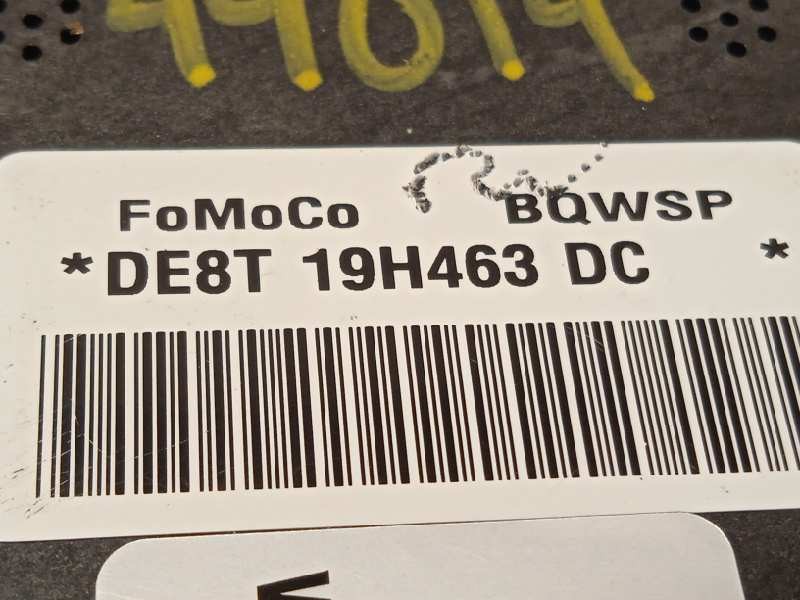 FoMoCo BQWSP
*DE8T 19H463 DC *